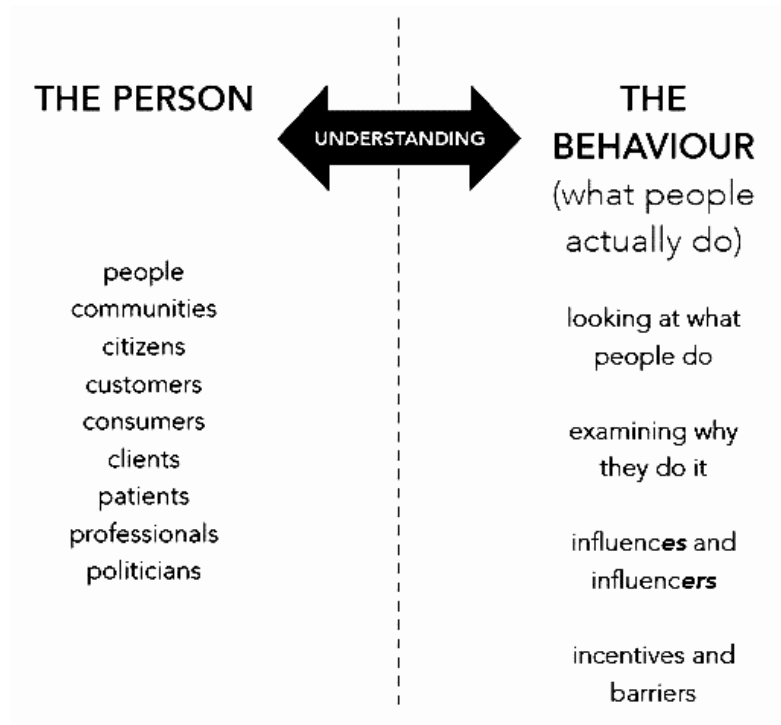 THE PERSON
UNDERSTANDING
THE
BEHAVIOUR
(what people
actually do)
people
communities
citizens
customers
consumers
clients
patients
professionals
politicians
looking at what
people do
examining why
they do it
influences and
influencers
incentives and
barriers